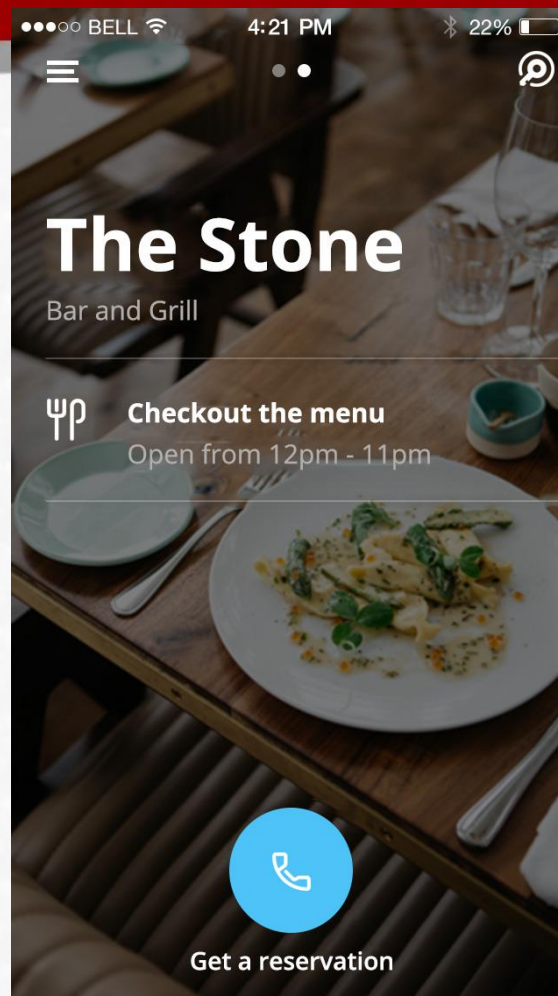 BELL 4:21 PM 22%
The Stone
Bar and Grill
Checkout the menu
Open from 12pm - 11pm
Get a reservation